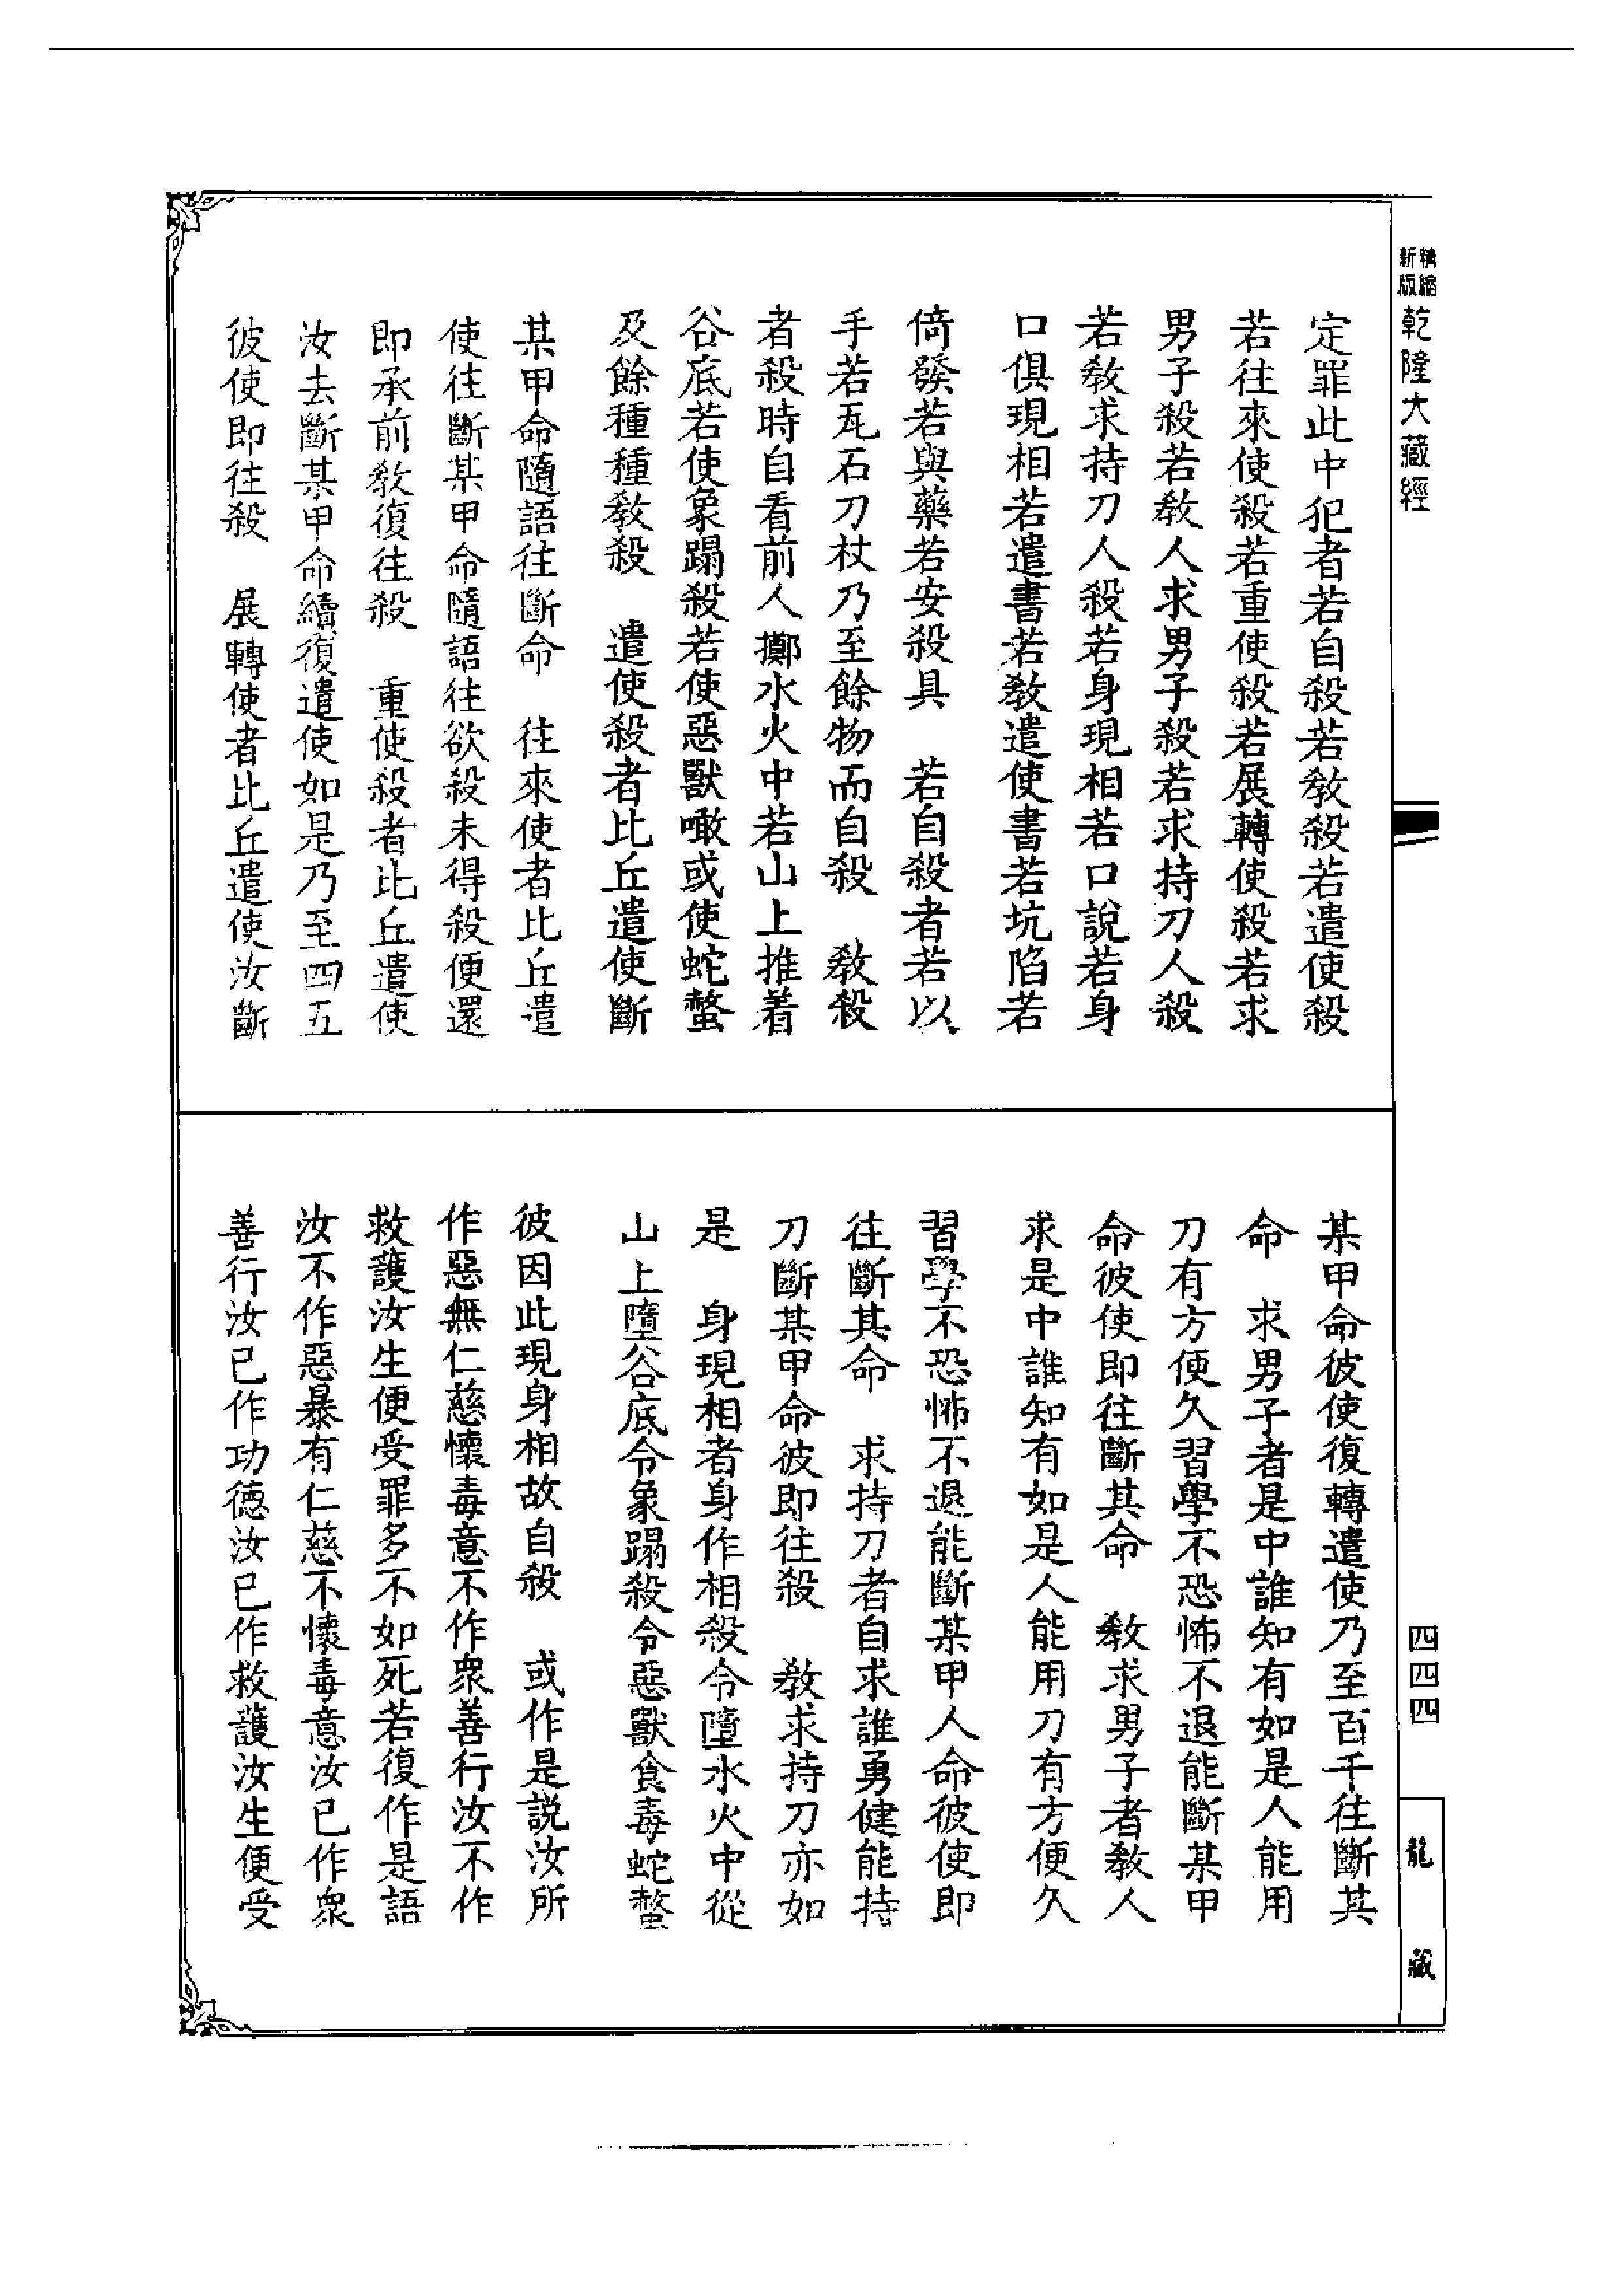 精縮新版乾隆大藏經
定罪此中犯者若自殺若教殺若遣使殺
若往來使殺若重使殺若展轉使殺若求
男子殺若教人求男子殺若求持刀人殺
若教求持刀人殺若身現相若口說若身
口俱現相若遣書若教遣使書若坑陷若
倚發若與藥若安殺具　若自殺者若以
手若瓦石刀杖乃至餘物而自殺　教殺
者殺時自看前人擲水火中若山上推着
谷底若使象蹋殺若使惡獸噉或使蛇螫
及餘種種教殺　遣使殺者比丘遣使斷
某甲命隨語往斷命　往來使者比丘遣
使往斷某甲命隨語往欲殺未得殺便還
即承前教復往殺　重使殺者比丘遣使
汝去斷某甲命續復遣使如是乃至四五
彼使即往殺　展轉使者比丘遣使汝斷
某甲命彼使復轉遣使乃至百千往斷其
命　求男子者是中誰知有如是人能用
刀有方便久習學不恐怖不退能斷某甲
命彼使即往斷其命　教求男子者教人
求是中誰知有如是人能用刀有方便久
習學不恐怖不退能斷某甲人命彼使即
往斷其命　求持刀者自求誰勇健能持
刀斷某甲命彼即往殺　教求持刀亦如
是　身現相者身作相殺令墮水火中從
山上墮谷底令象蹋殺令惡獸食毒蛇螫
彼因此現身相故自殺　或作是說汝所
作惡無仁慈懷毒意不作衆善行汝不作
救護汝生便受罪多不如死若復作是語
汝不作惡暴有仁慈不懷毒意汝已作衆
善行汝已作功德汝已作救護汝生便受
四四四
龍藏